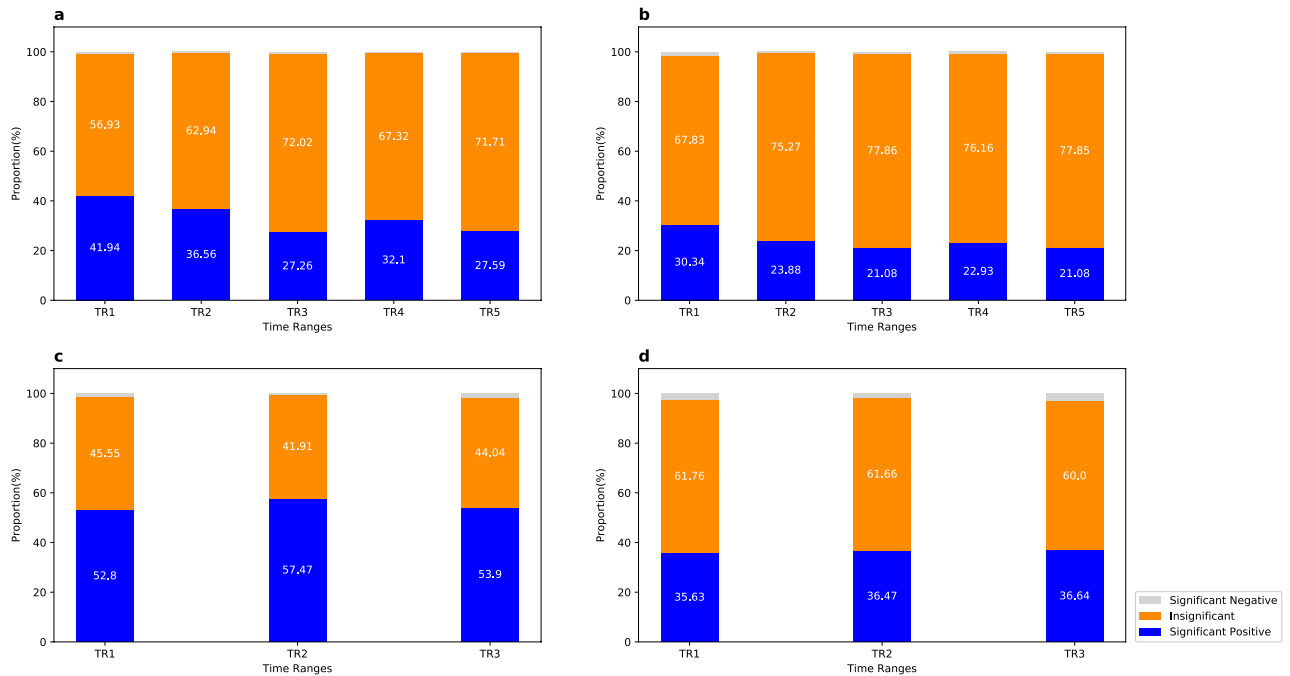 a
Proportion(%)
100
80
60
40
20
0
56.93
62.94
72.02
67.32
71.71
41.94
36.56
27.26
32.1
27.59
TR1 TR2 TR3 TR4 TR5
Time Ranges
b
Proportion(%)
100
80
60
40
20
0
67.83
75.27
77.86
76.16
77.85
30.34
23.88
21.08
22.93
21.08
TR1 TR2 TR3 TR4 TR5
Time Ranges
c
Proportion(%)
100
80
60
40
20
0
45.55
41.91
44.04
52.8
57.47
53.9
TR1 TR2 TR3
Time Ranges
d
Proportion(%)
100
80
60
40
20
0
61.76
61.66
60.0
35.63
36.47
36.64
TR1 TR2 TR3
Time Ranges
Significant Negative
Insignificant
Significant Positive